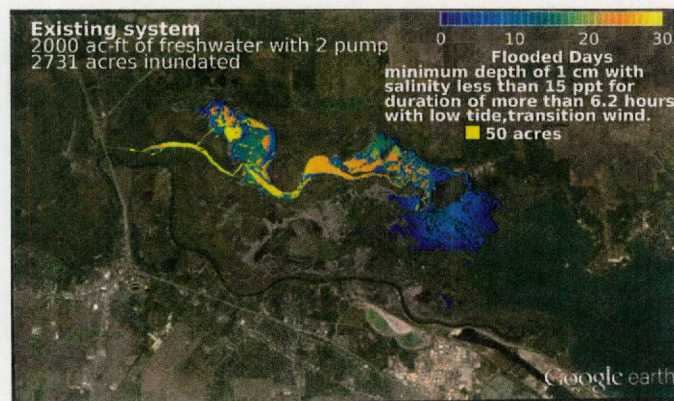 Existing system
2000 ac-ft of freshwater with 2 pump
2731 acres inundated
0 10 20 30
Flooded Days
minimum depth of 1 cm with
salinity less than 15 ppt for
duration of more than 6.2 hours
with low tide,transition wind.
50 acres
Google earth